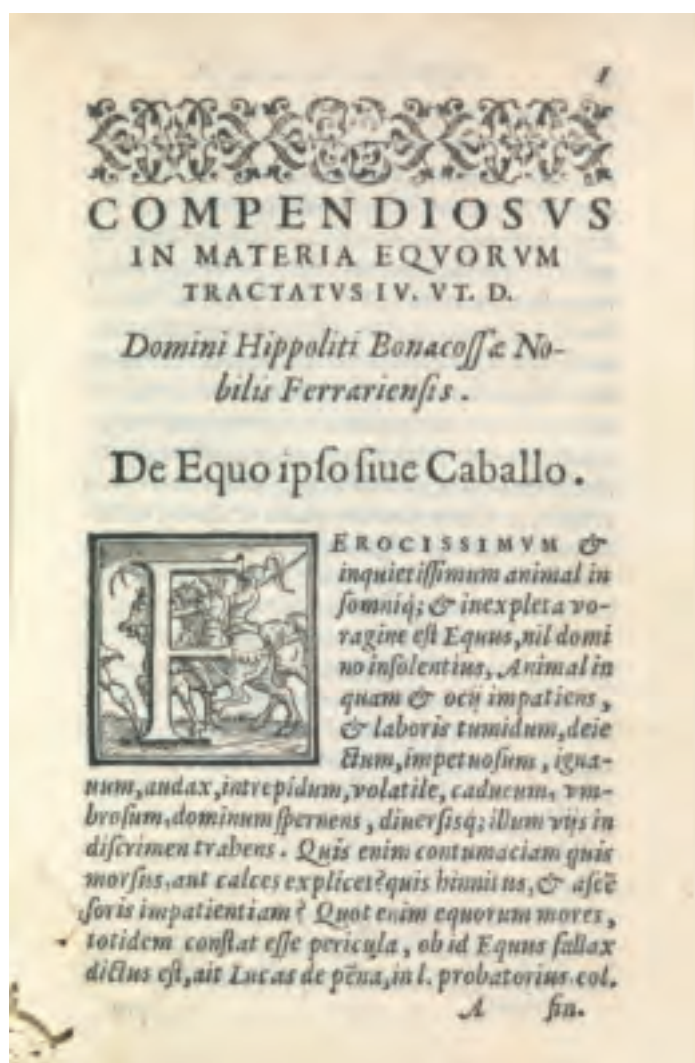 1
COMPENDIOSVS
IN MATERIA EQVORVM
TRACTATVS IV. VT. D.
Domini Hippoliti Bonacoſſæ No-
bilis Ferrarienſis.
De Equo ipſo ſiue Caballo.
FEROCISSIMVM &
inquietiſſimum animal in
ſomniq́; & inexpleta vo-
ragine eſt Equus, nil domi
no inſolentius, Animal in
quam & ocij impatiens,
& laboris tumidum, deie
ctum, impetuoſum, igna-
uum, audax, intrepidum, volatile, caducum, vm-
broſum, dominum ſpernens, diuerſisq́; illum vijs in
diſcrimen trahens. Quis enim contumaciam quis
morſus, aut calces explicet? quis hinnitus, & aſcē
ſoris impatientiam? Quot enim equorum mores,
totidem conſtat eſſe pericula, ob id Equus fallax
dictus eſt, ait Lucas de pēna, in l. probatorius. col.
A fin.